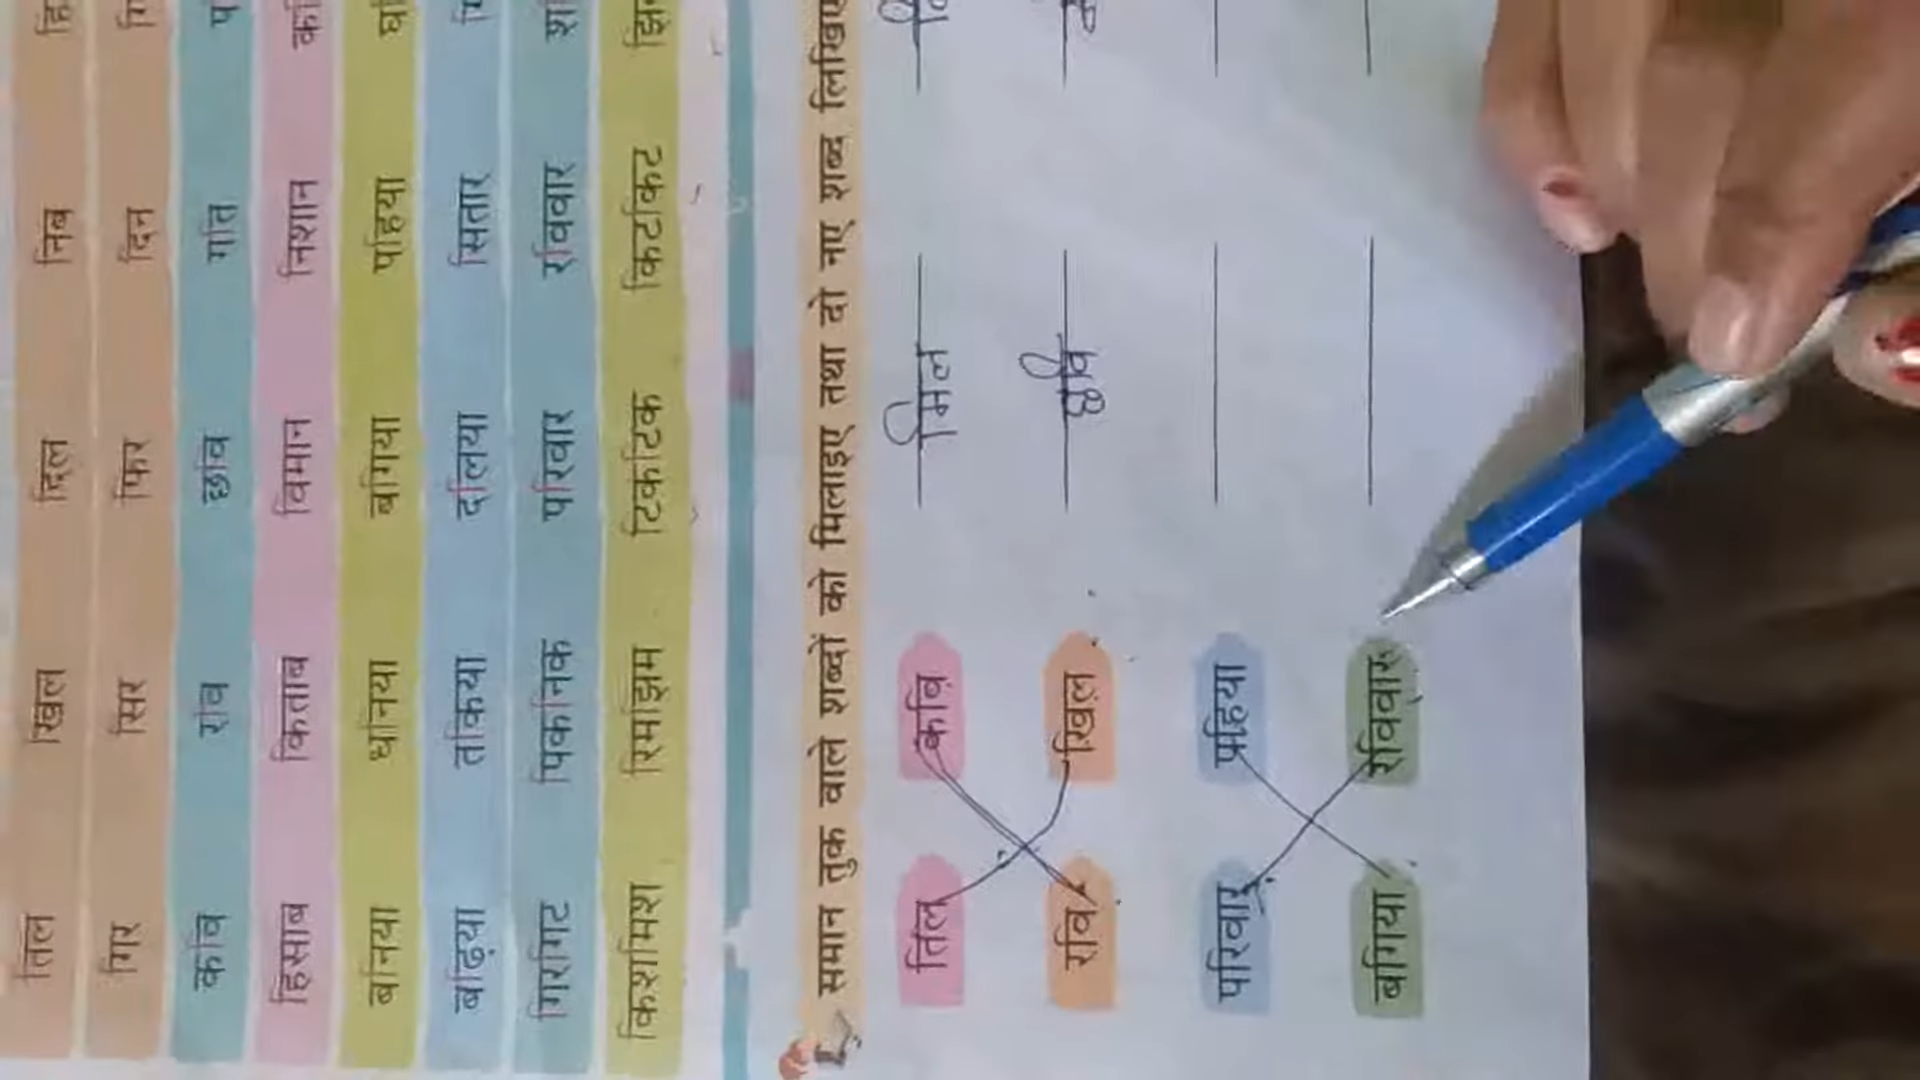 तिल खिल दिल निब
गिर सिर फिर दिन
कवि रवि छवि गति
हिसाब किताब विमान निशान
बनिया धनिया बगिया पहिया
बढ़िया तकिया दलिया सितार
गिरगिट पिकनिक परिवार रविवार
किशमिश रिमझिम टिकटिक किटकिट
समान तुक वाले शब्दों को मिलाइए तथा दो नए शब्द लिखिए
तिल कवि मिल
रवि खिल छवि
परिवार पहिया
बगिया रविवार